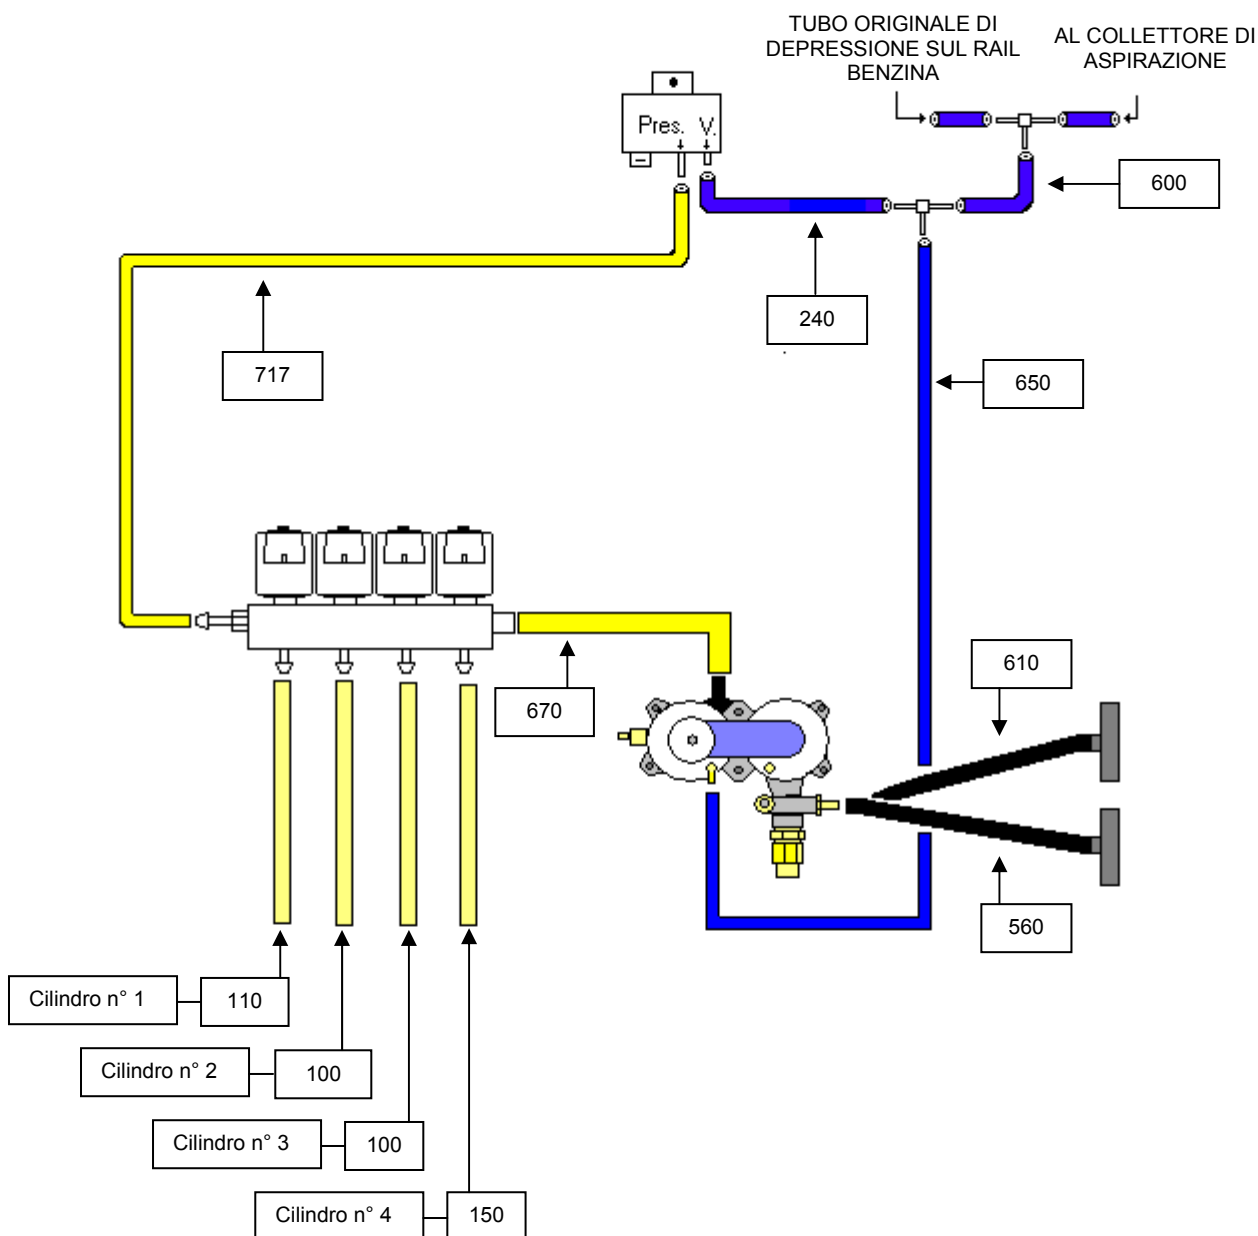 TUBO ORIGINALE DI
DEPRESSIONE SUL RAIL
BENZINA
AL COLLETTORE DI
ASPIRAZIONE
Pres. V.
600
240
717
650
610
670
560
Cilindro n° 1
110
Cilindro n° 2
100
Cilindro n° 3
100
Cilindro n° 4
150